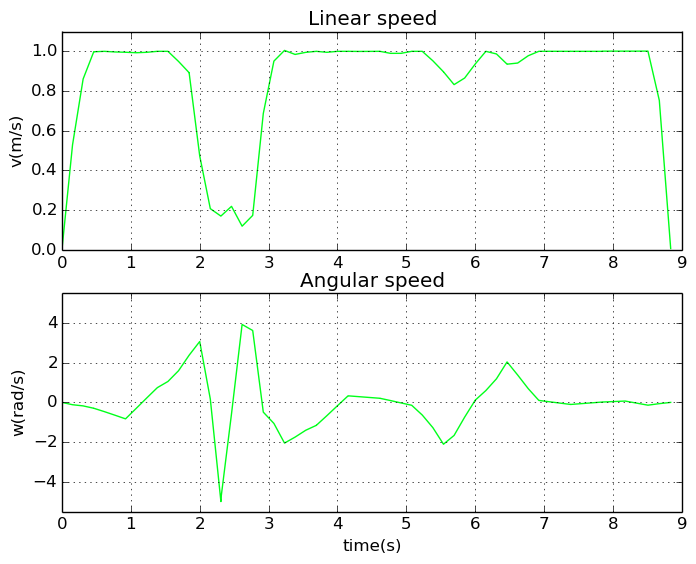 Linear speed
v(m/s)
1.0
0.8
0.6
0.4
0.2
0.0
0 1 2 3 4 5 6 7 8 9
Angular speed
w(rad/s)
4
2
0
−2
−4
0 1 2 3 4 5 6 7 8 9
time(s)